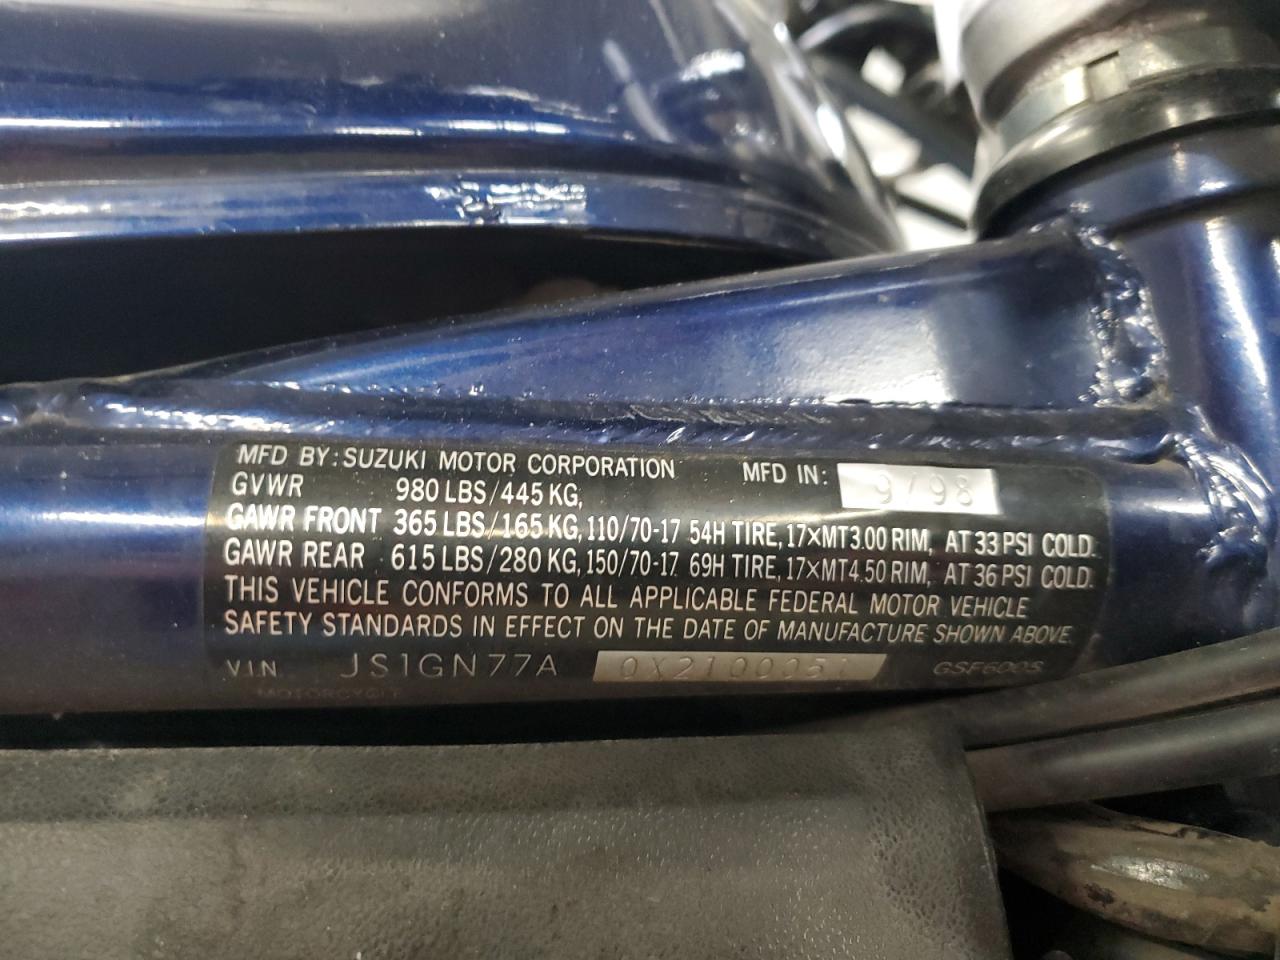 MFD BY: SUZUKI MOTOR CORPORATION MFD IN: 9/98
GVWR 980 LBS/445 KG,
GAWR FRONT 365 LBS/165 KG, 110/70-17 54H TIRE, 17×MT3.00 RIM, AT 33 PSI COLD.
GAWR REAR 615 LBS/280 KG, 150/70-17 69H TIRE, 17×MT4.50 RIM, AT 36 PSI COLD.
THIS VEHICLE CONFORMS TO ALL APPLICABLE FEDERAL MOTOR VEHICLE
SAFETY STANDARDS IN EFFECT ON THE DATE OF MANUFACTURE SHOWN ABOVE
V.I.N. JS1GN77A GSF600S
MOTORCYCLE